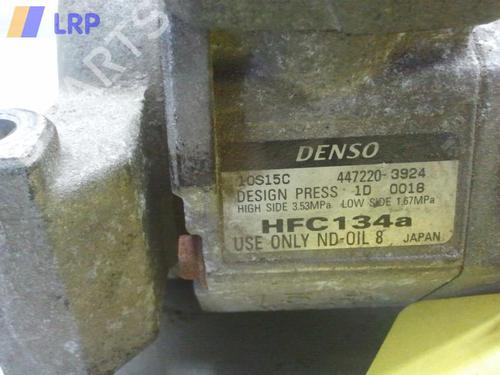 LRP
PARTS
DENSO
10S15C 447220-3924
DESIGN PRESS 1D 0018
HIGH SIDE 3.53MPa LOW SIDE 1.67MPa
HFC134a
USE ONLY ND-OIL 8 JAPAN